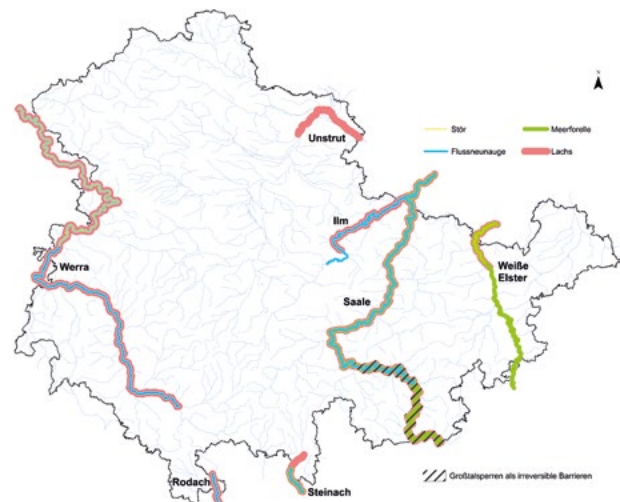 N
Unstrut
Stör
Meerforelle
Flussneunauge
Lachs
Ilm
Werra
Weiße
Elster
Saale
Großtalsperren als irreversible Barrieren
Rodach
Steinach